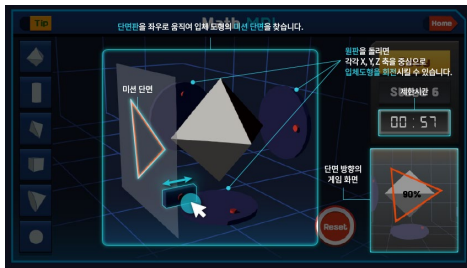 Tip
단면판을 좌우로 움직여 입체 도형의 미션 단면을 찾습니다.
Home
원판을 돌리면
각각 X, Y, Z 축을 중심으로
입체도형을 회전시킬 수 있습니다.
미션 단면
제한시간
00:57
단면 방향의
게임 화면
90%
Reset